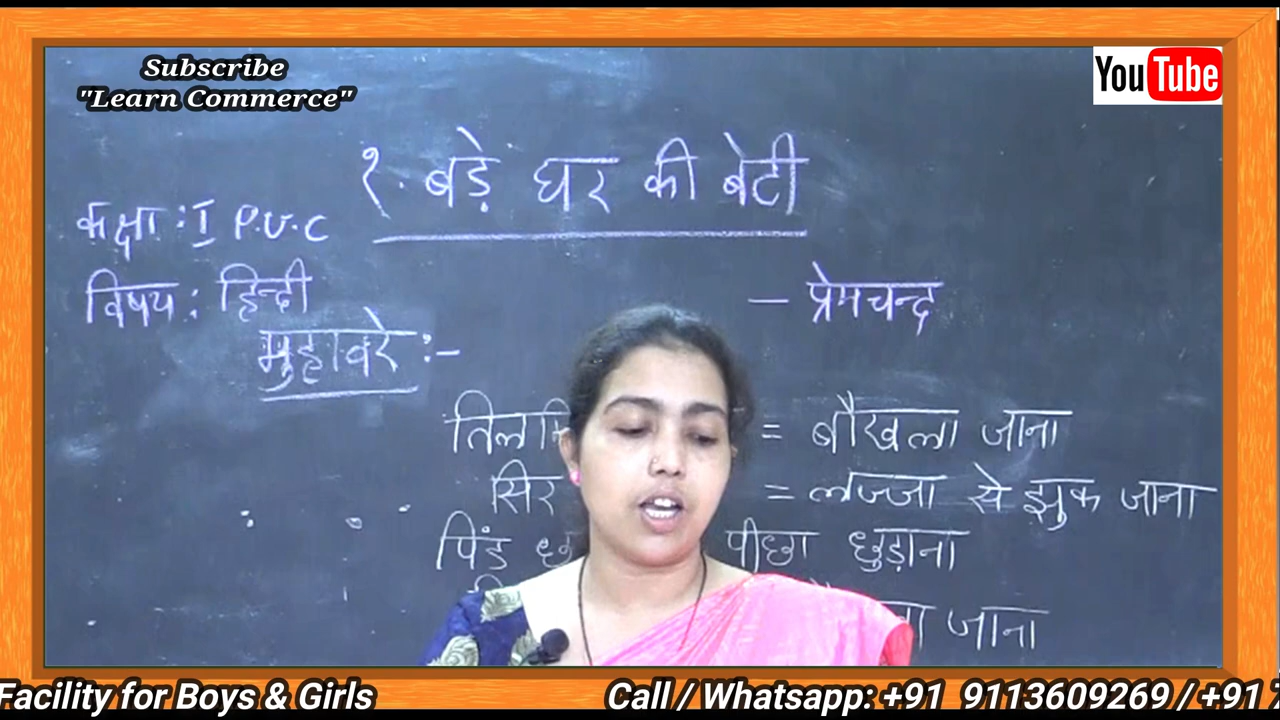 Subscribe
"Learn Commerce"
YouTube
१. बड़े घर की बेटी
कक्षा : I P.U.C
विषय : हिन्दी
– प्रेमचन्द
मुहावरे :–
= बौखला जाना
सिर = लज्जा से झुक जाना
पिंड पीछा छुड़ाना
जाना
Facility for Boys & Girls Call / Whatsapp: +91 9113609269 / +91